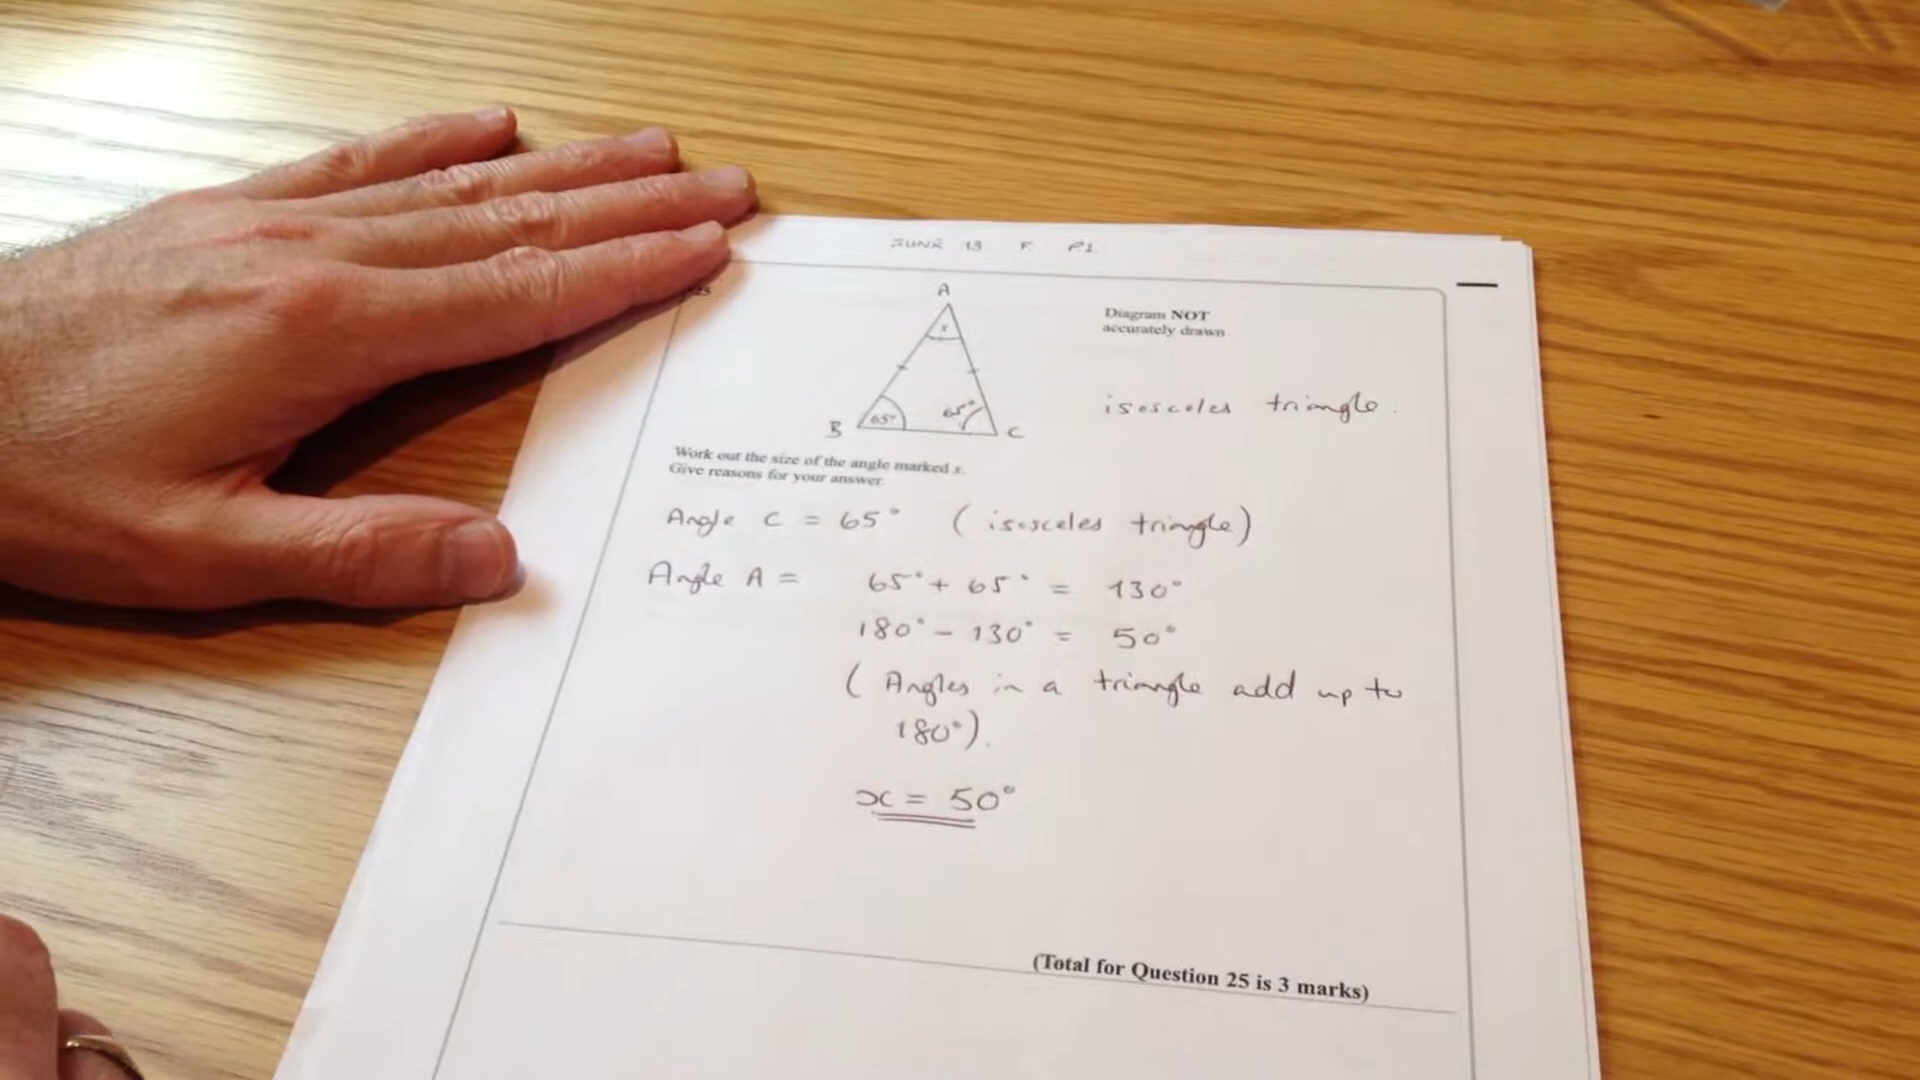 JUNE 13 F P1
25
A
x
Diagram NOT
accurately drawn
isosceles triangle.
B 65° 65° C
Work out the size of the angle marked x.
Give reasons for your answer.
Angle C = 65° (isosceles triangle)
Angle A = 65° + 65° = 130°
180° - 130° = 50°
(Angles in a triangle add up to
180°).
x = 50°
(Total for Question 25 is 3 marks)